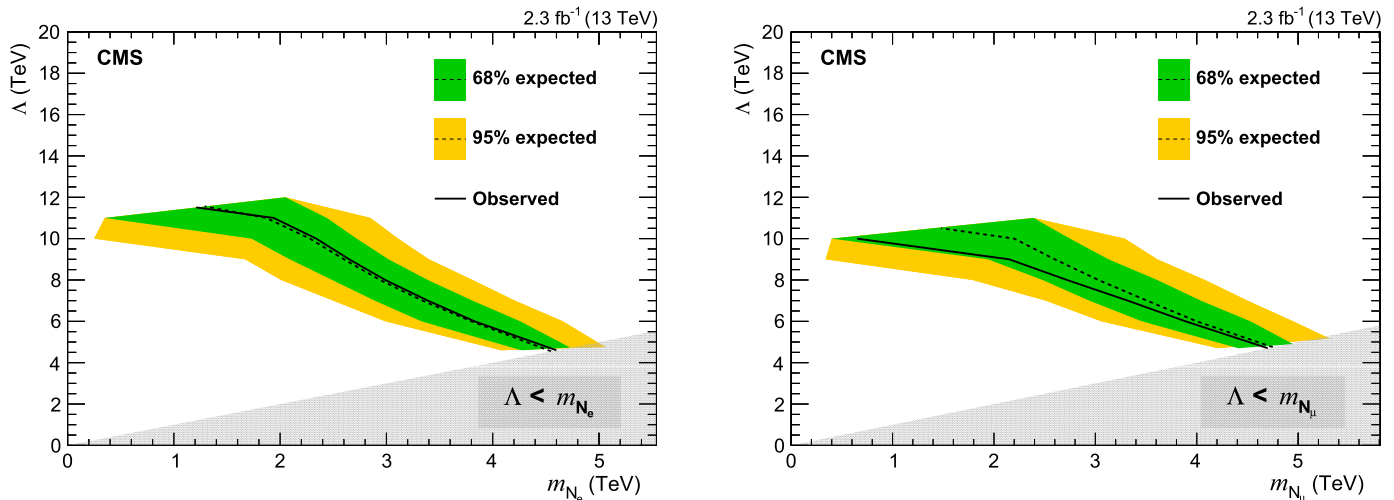 2.3 fb⁻¹ (13 TeV)
Λ (TeV)
20
18
16
14
12
10
8
6
4
2
0
CMS
68% expected
95% expected
Observed
Λ < m_Nₑ
0 1 2 3 4 5
m_Nₑ (TeV)
2.3 fb⁻¹ (13 TeV)
Λ (TeV)
20
18
16
14
12
10
8
6
4
2
0
CMS
68% expected
95% expected
Observed
Λ < m_N_μ
0 1 2 3 4 5
m_N_μ (TeV)